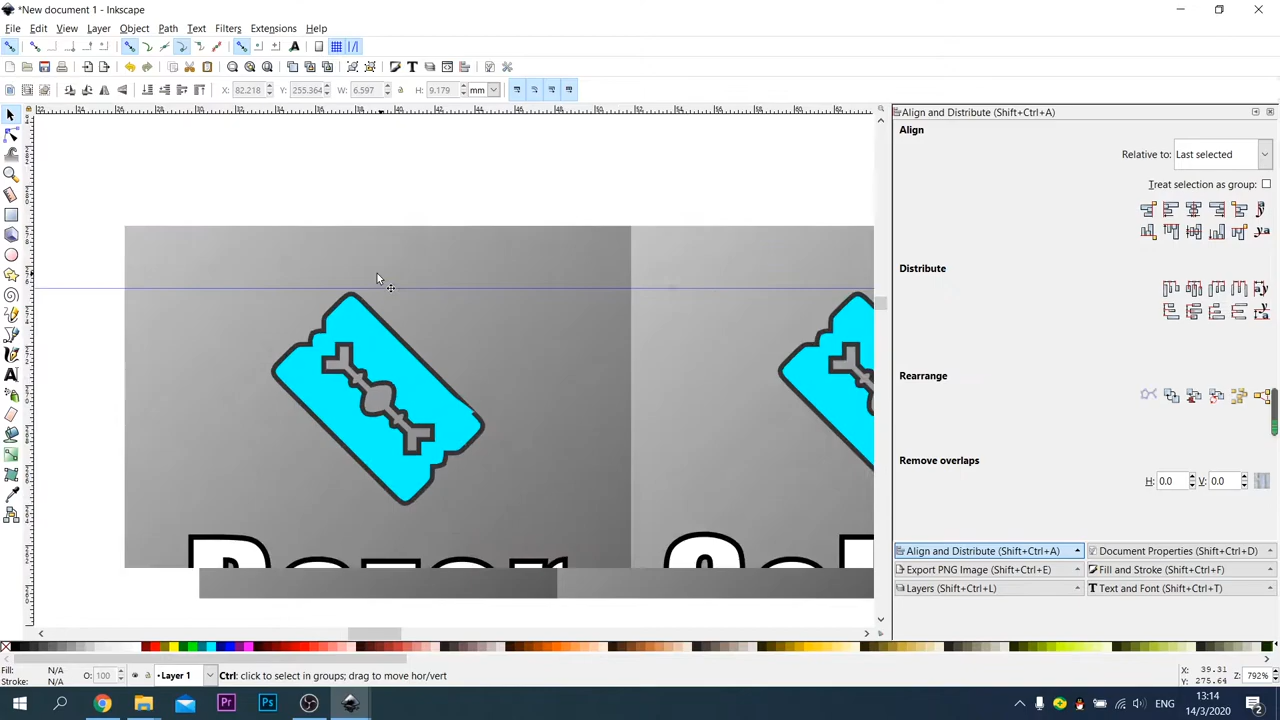 *New document 1 - Inkscape
File Edit View Layer Object Path Text Filters Extensions Help
X: 82.218 Y: 255.364 W: 6.597 H: 9.179 mm
Align and Distribute (Shift+Ctrl+A)
Align
Relative to: Last selected
Treat selection as group:
Distribute
Rearrange
Remove overlaps
H: 0.0 V: 0.0
Align and Distribute (Shift+Ctrl+A) Document Properties (Shift+Ctrl+D)
Export PNG Image (Shift+Ctrl+E) Fill and Stroke (Shift+Ctrl+F)
Layers (Shift+Ctrl+L) Text and Font (Shift+Ctrl+T)
Fill: N/A
Stroke: N/A
O: 100
Layer 1
Ctrl: click to select in groups; drag to move hor/vert
X: 39.31
Y: 275.64
Z: 792%
ENG
13:14
14/3/2020
2